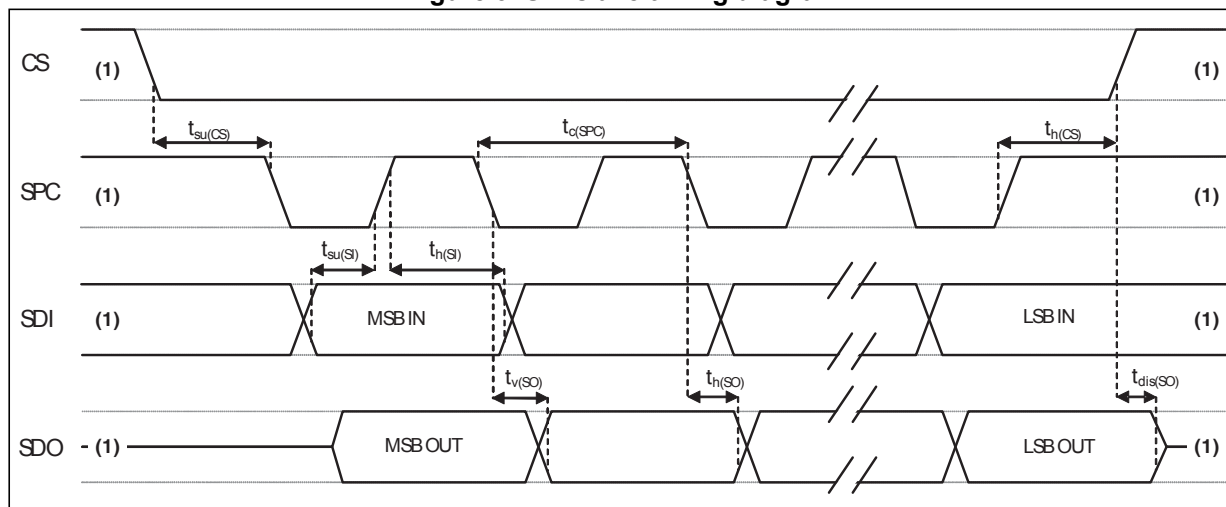 CS (1) (1)
t_su(CS) t_c(SPC) t_h(CS)
SPC (1) (1)
t_su(SI) t_h(SI)
SDI (1) MSB IN LSB IN (1)
t_v(SO) t_h(SO) t_dis(SO)
SDO (1) MSB OUT LSB OUT (1)